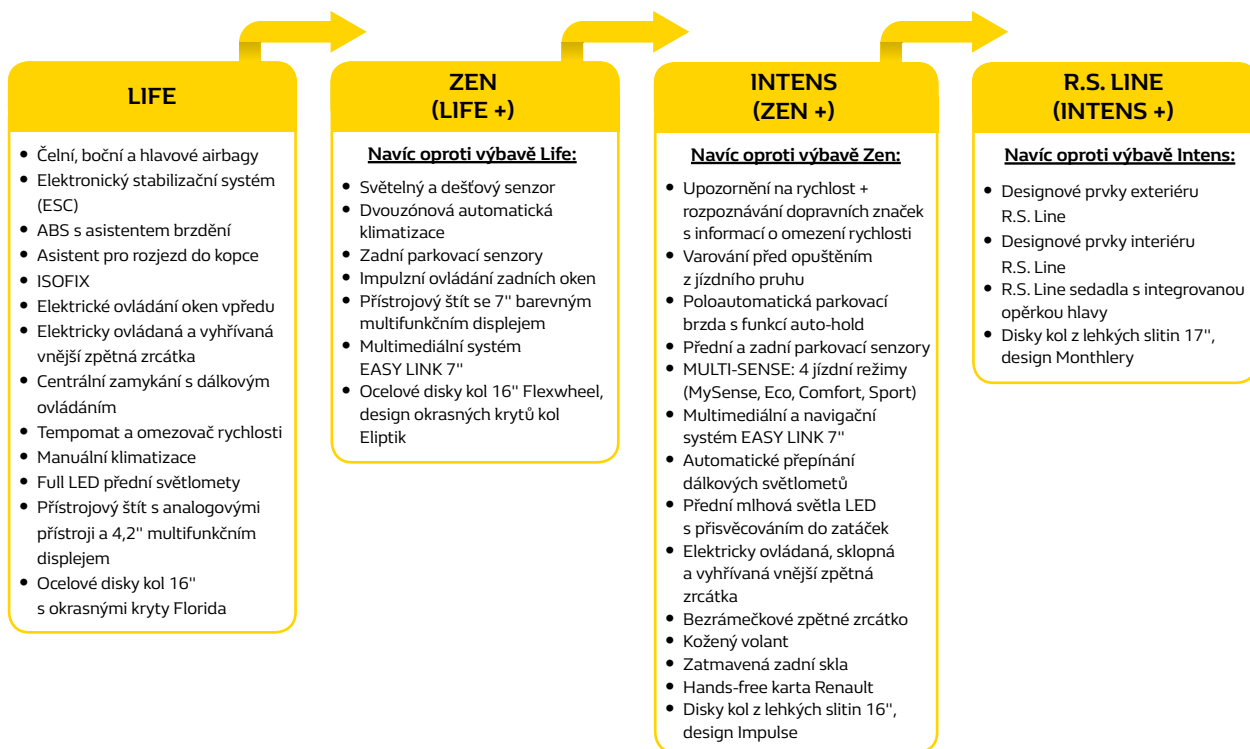 LIFE
• Čelní, boční a hlavové airbagy
• Elektronický stabilizační systém
(ESC)
• ABS s asistentem brzdění
• Asistent pro rozjezd do kopce
• ISOFIX
• Elektrické ovládání oken vpředu
• Elektricky ovládaná a vyhřívaná
vnější zpětná zrcátka
• Centrální zamykání s dálkovým
ovládáním
• Tempomat a omezovač rychlosti
• Manuální klimatizace
• Full LED přední světlomety
• Přístrojový štít s analogovými
přístroji a 4,2" multifunkčním
displejem
• Ocelové disky kol 16"
s okrasnými kryty Florida
ZEN
(LIFE +)
Navíc oproti výbavě Life:
• Světelný a dešťový senzor
• Dvouzónová automatická
klimatizace
• Zadní parkovací senzory
• Impulzní ovládání zadních oken
• Přístrojový štít se 7" barevným
multifunkčním displejem
• Multimediální systém
EASY LINK 7"
• Ocelové disky kol 16" Flexwheel,
design okrasných krytů kol
Eliptik
INTENS
(ZEN +)
Navíc oproti výbavě Zen:
• Upozornění na rychlost +
rozpoznávání dopravních značek
s informací o omezení rychlosti
• Varování před opuštěním
z jízdního pruhu
• Poloautomatická parkovací
brzda s funkcí auto-hold
• Přední a zadní parkovací senzory
• MULTI-SENSE: 4 jízdní režimy
(MySense, Eco, Comfort, Sport)
• Multimediální a navigační
systém EASY LINK 7"
• Automatické přepínání
dálkových světlometů
• Přední mlhová světla LED
s přisvěcováním do zatáček
• Elektricky ovládaná, sklopná
a vyhřívaná vnější zpětná
zrcátka
• Bezrámečkové zpětné zrcátko
• Kožený volant
• Zatmavená zadní skla
• Hands-free karta Renault
• Disky kol z lehkých slitin 16",
design Impulse
R.S. LINE
(INTENS +)
Navíc oproti výbavě Intens:
• Designové prvky exteriéru
R.S. Line
• Designové prvky interiéru
R.S. Line
• R.S. Line sedadla s integrovanou
opěrkou hlavy
• Disky kol z lehkých slitin 17",
design Monthlery